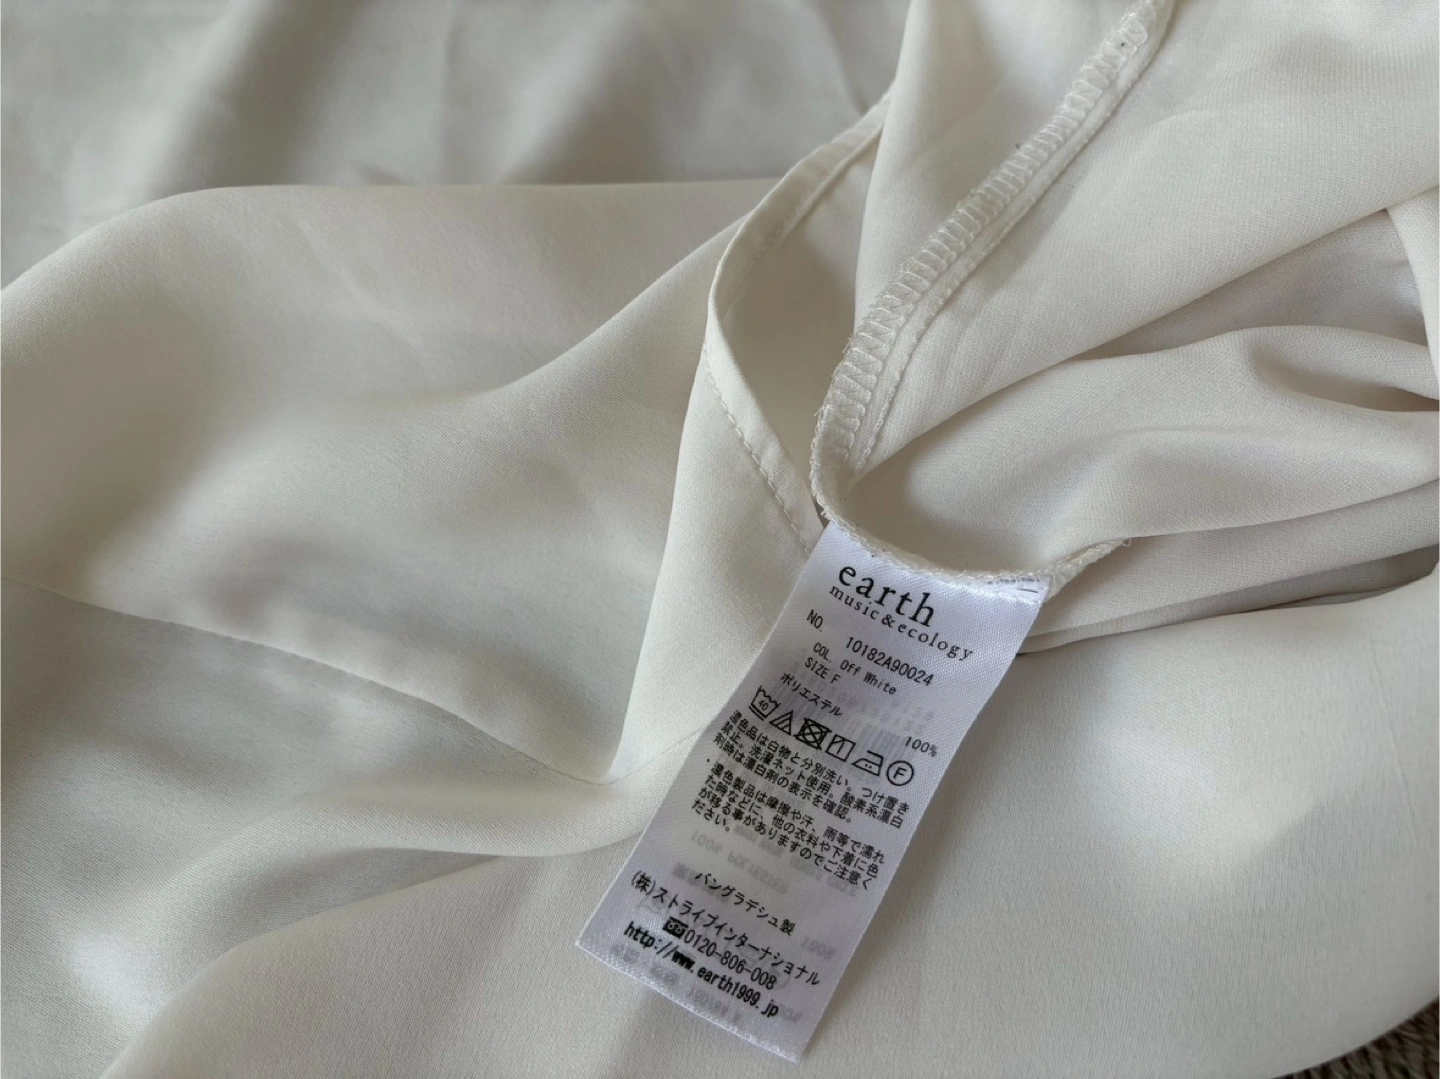 earth
music&ecology
NO. 10182A90024
COL. Off White
SIZE F
ポリエステル 100%
40 F
濃色品は白物と分別洗い。つけ置き
禁止。洗濯ネット使用。酸素系漂白
剤時は漂白剤の表示を確認。
・濃色製品は摩擦や汗、雨等で濡れ
た時などに、他の衣料や下着に色
が移る事がありますのでご注意く
ださい。
バングラデシュ製
(株)ストライプインターナショナル
0120-806-008
http://www.earth1999.jp